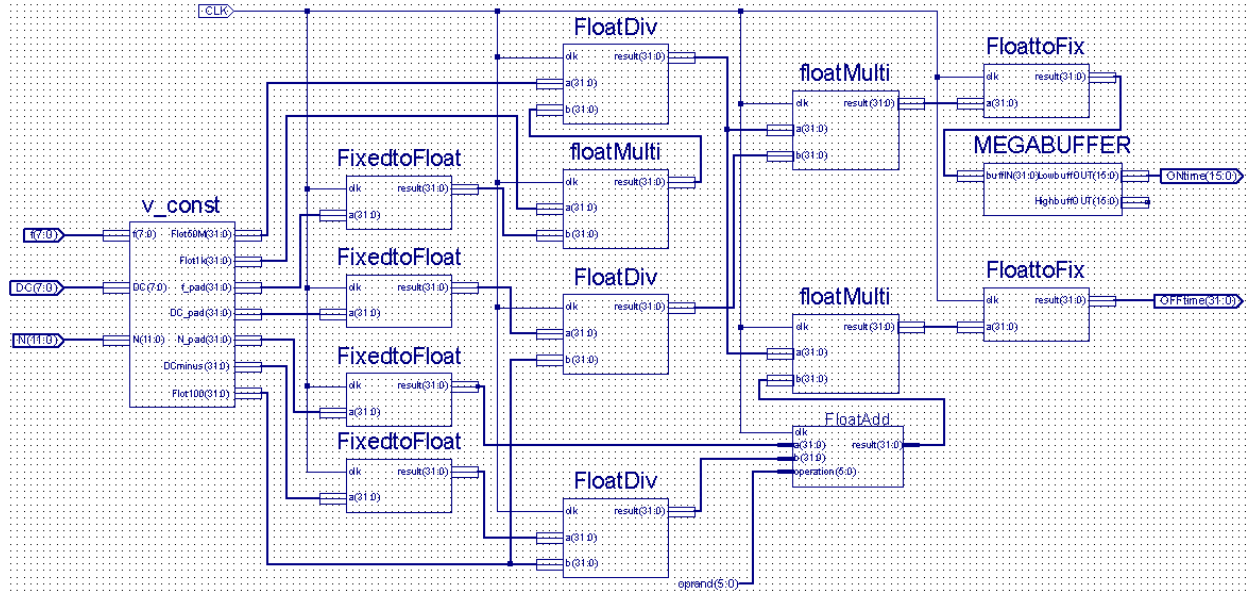 CLK
v_const
f(7:0)
f(7:0)
Flot50M(31:0)
Flot1k(31:0)
DC(7:0)
DC(7:0)
f_pad(31:0)
DC_pad(31:0)
N(11:0)
N(11:0)
N_pad(31:0)
DCminus(31:0)
Flot100(31:0)
FixedtoFloat
clk
result(31:0)
a(31:0)
FixedtoFloat
clk
result(31:0)
a(31:0)
FixedtoFloat
clk
result(31:0)
a(31:0)
FixedtoFloat
clk
result(31:0)
a(31:0)
FloatDiv
clk
result(31:0)
a(31:0)
b(31:0)
floatMulti
clk
result(31:0)
a(31:0)
b(31:0)
FloatDiv
clk
result(31:0)
a(31:0)
b(31:0)
FloatDiv
clk
result(31:0)
a(31:0)
b(31:0)
floatMulti
clk
result(31:0)
a(31:0)
b(31:0)
floatMulti
clk
result(31:0)
a(31:0)
b(31:0)
FloatAdd
clk
a(31:0)
result(31:0)
b(31:0)
operation(5:0)
oprand(5:0)
FloattoFix
clk
result(31:0)
a(31:0)
MEGABUFFER
buffIN(31:0)
LowbuffOUT(15:0)
HighbuffOUT(15:0)
ONtime(15:0)
FloattoFix
clk
result(31:0)
a(31:0)
OFFtime(31:0)